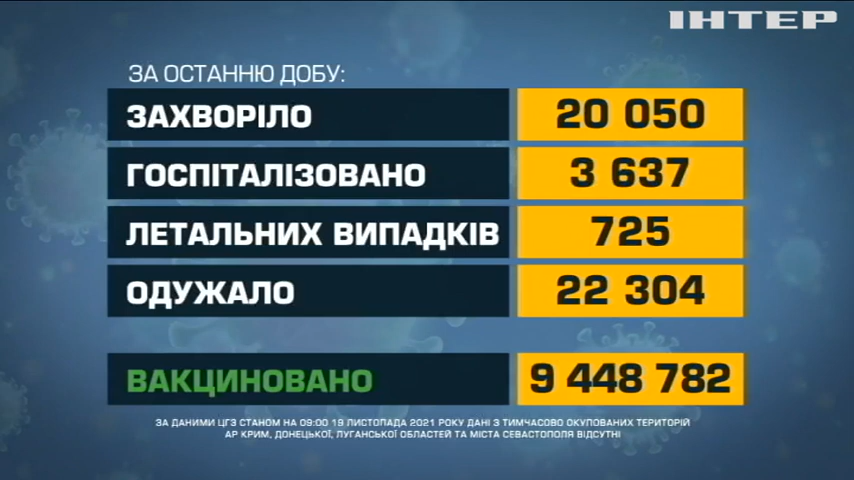 ІНТЕР
ЗА ОСТАННЮ ДОБУ:
ЗАХВОРІЛО 20 050
ГОСПІТАЛІЗОВАНО 3 637
ЛЕТАЛЬНИХ ВИПАДКІВ 725
ОДУЖАЛО 22 304
ВАКЦИНОВАНО 9 448 782
ЗА ДАНИМИ ЦГЗ СТАНОМ НА 09:00 19 ЛИСТОПАДА 2021 РОКУ ДАНІ З ТИМЧАСОВО ОКУПОВАНИХ ТЕРИТОРІЙ
АР КРИМ, ДОНЕЦЬКОЇ, ЛУГАНСЬКОЇ ОБЛАСТЕЙ ТА МІСТА СЕВАСТОПОЛЯ ВІДСУТНІ